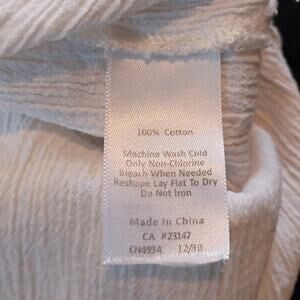 100% Cotton
Machine Wash Cold
Only Non-Chlorine
Bleach When Needed
Reshape Lay Flat To Dry
Do Not Iron
Made In China
CA #23147
CN4934 12/30